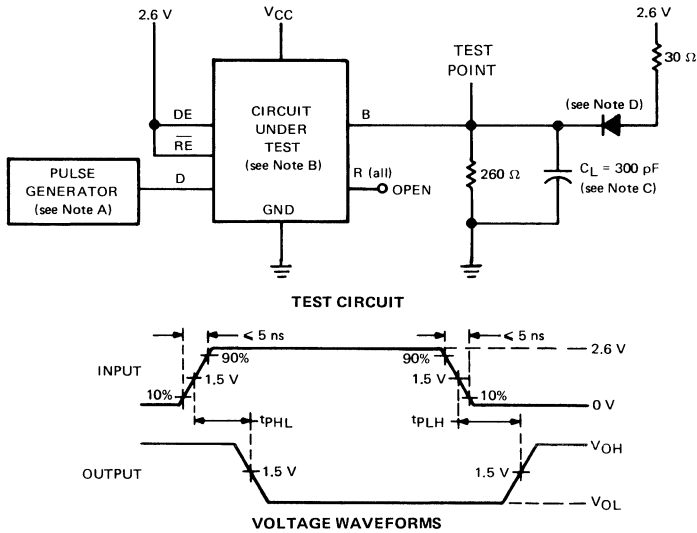 2.6 V
VCC
2.6 V
30 Ω
TEST
POINT
(see Note D)
DE
RE
D
CIRCUIT
UNDER
TEST
(see Note B)
GND
B
R (all)
OPEN
PULSE
GENERATOR
(see Note A)
260 Ω
CL = 300 pF
(see Note C)
TEST CIRCUIT
≤ 5 ns
≤ 5 ns
INPUT
90%
1.5 V
10%
90%
1.5 V
10%
2.6 V
0 V
tPHL
tPLH
OUTPUT
1.5 V
1.5 V
VOH
VOL
VOLTAGE WAVEFORMS